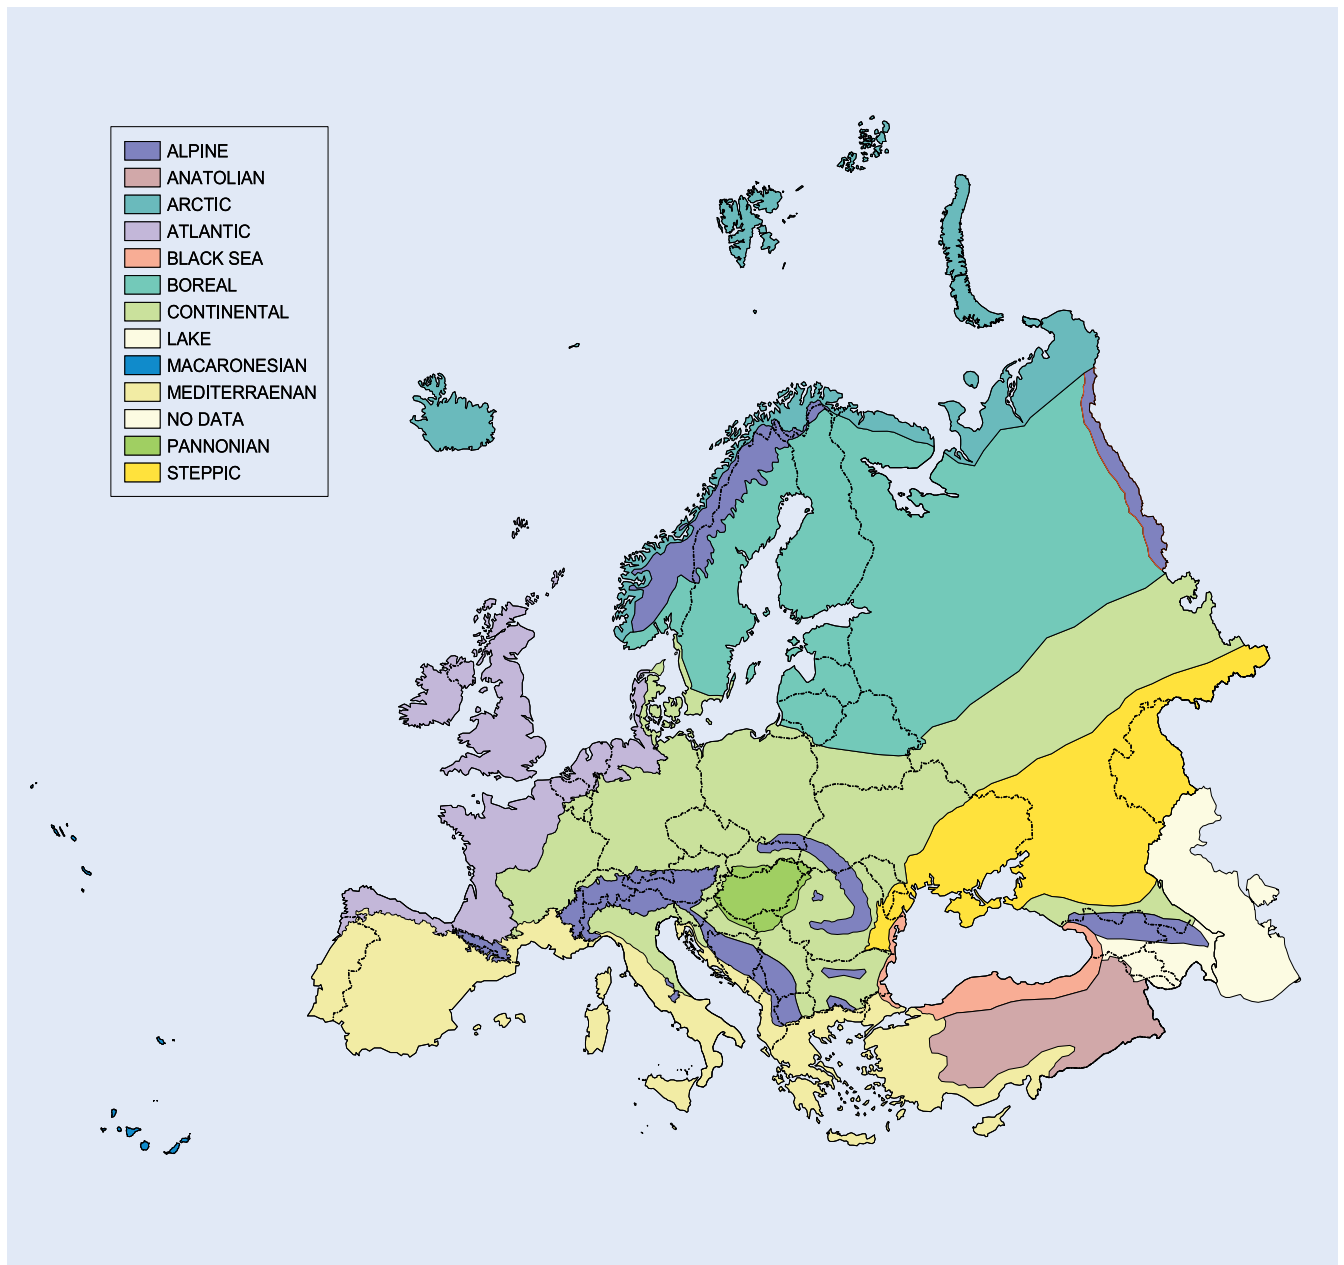 ALPINE
ANATOLIAN
ARCTIC
ATLANTIC
BLACK SEA
BOREAL
CONTINENTAL
LAKE
MACARONESIAN
MEDITERRAENAN
NO DATA
PANNONIAN
STEPPIC